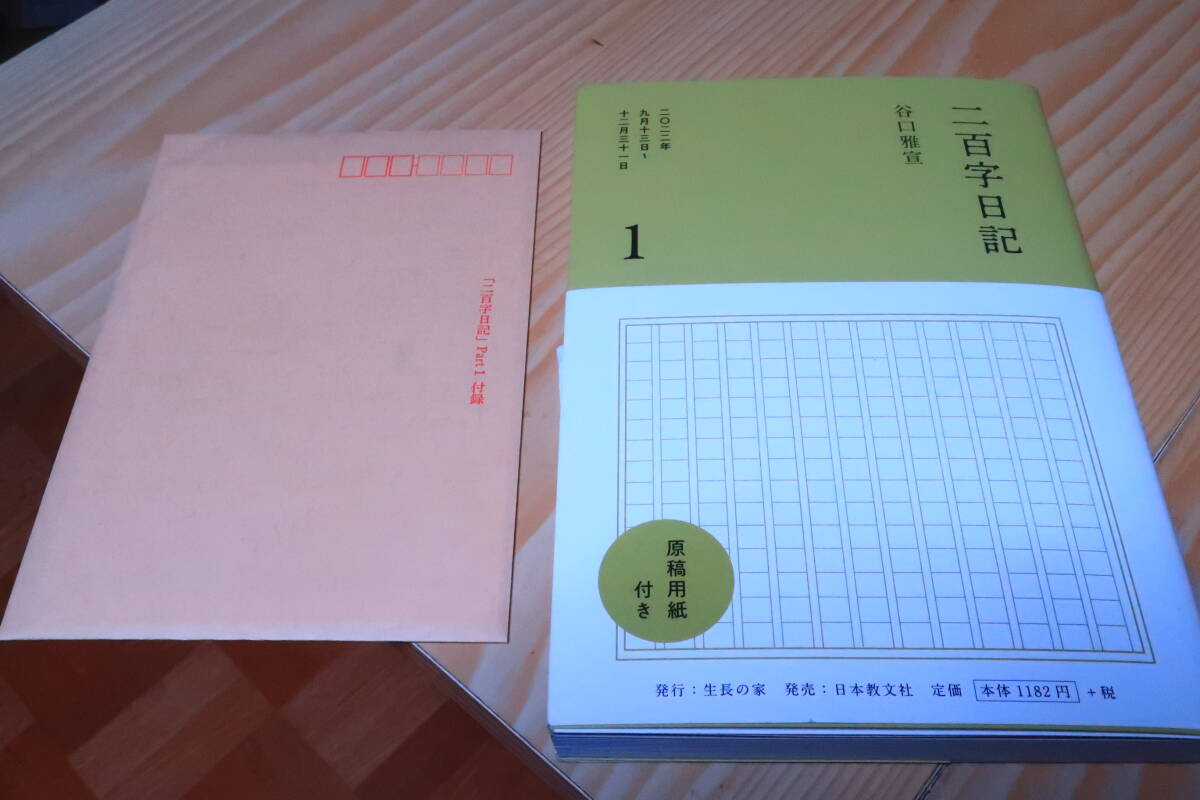 「二百字日記」Part 1 付録
二百字日記
谷口雅宣
二〇二二年
九月十三日~
十二月三十一日
1
原稿用紙
付き
発行:生長の家 発売:日本教文社 定価 本体1182円 +税